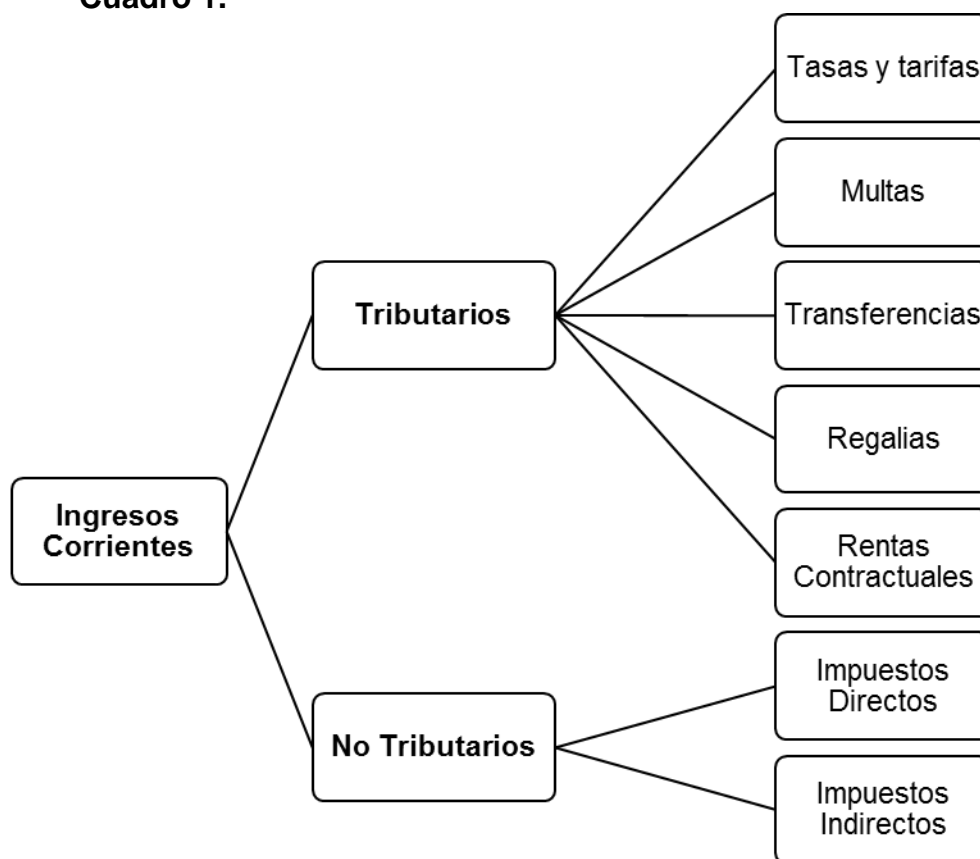 Cuadro 1.
Tasas y tarifas
Multas
Tributarios
Transferencias
Regalias
Ingresos
Corrientes
Rentas
Contractuales
No Tributarios
Impuestos
Directos
Impuestos
Indirectos